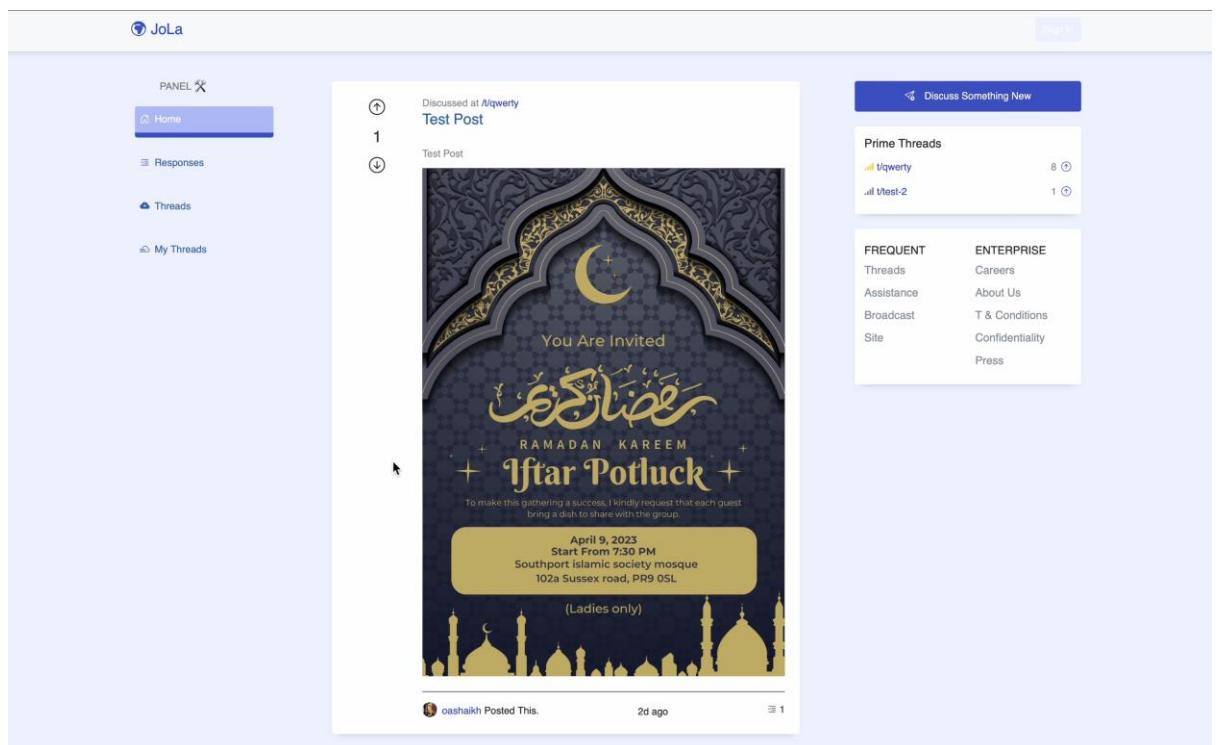 JoLa
Sign In
PANEL
Home
Responses
Threads
My Threads
1
Discussed at /t/qwerty
Test Post
Test Post
You Are Invited
رمضان كريم
RAMADAN KAREEM
Iftar Potluck
To make this gathering a success, I kindly request that each guest
bring a dish to share with the group.
April 9, 2023
Start From 7:30 PM
Southport islamic society mosque
102a Sussex road, PR9 0SL
(Ladies only)
oashaikh Posted This. 2d ago 1
Discuss Something New
Prime Threads
t/qwerty 8
t/test-2 1
FREQUENT
Threads
Assistance
Broadcast
Site
ENTERPRISE
Careers
About Us
T & Conditions
Confidentiality
Press